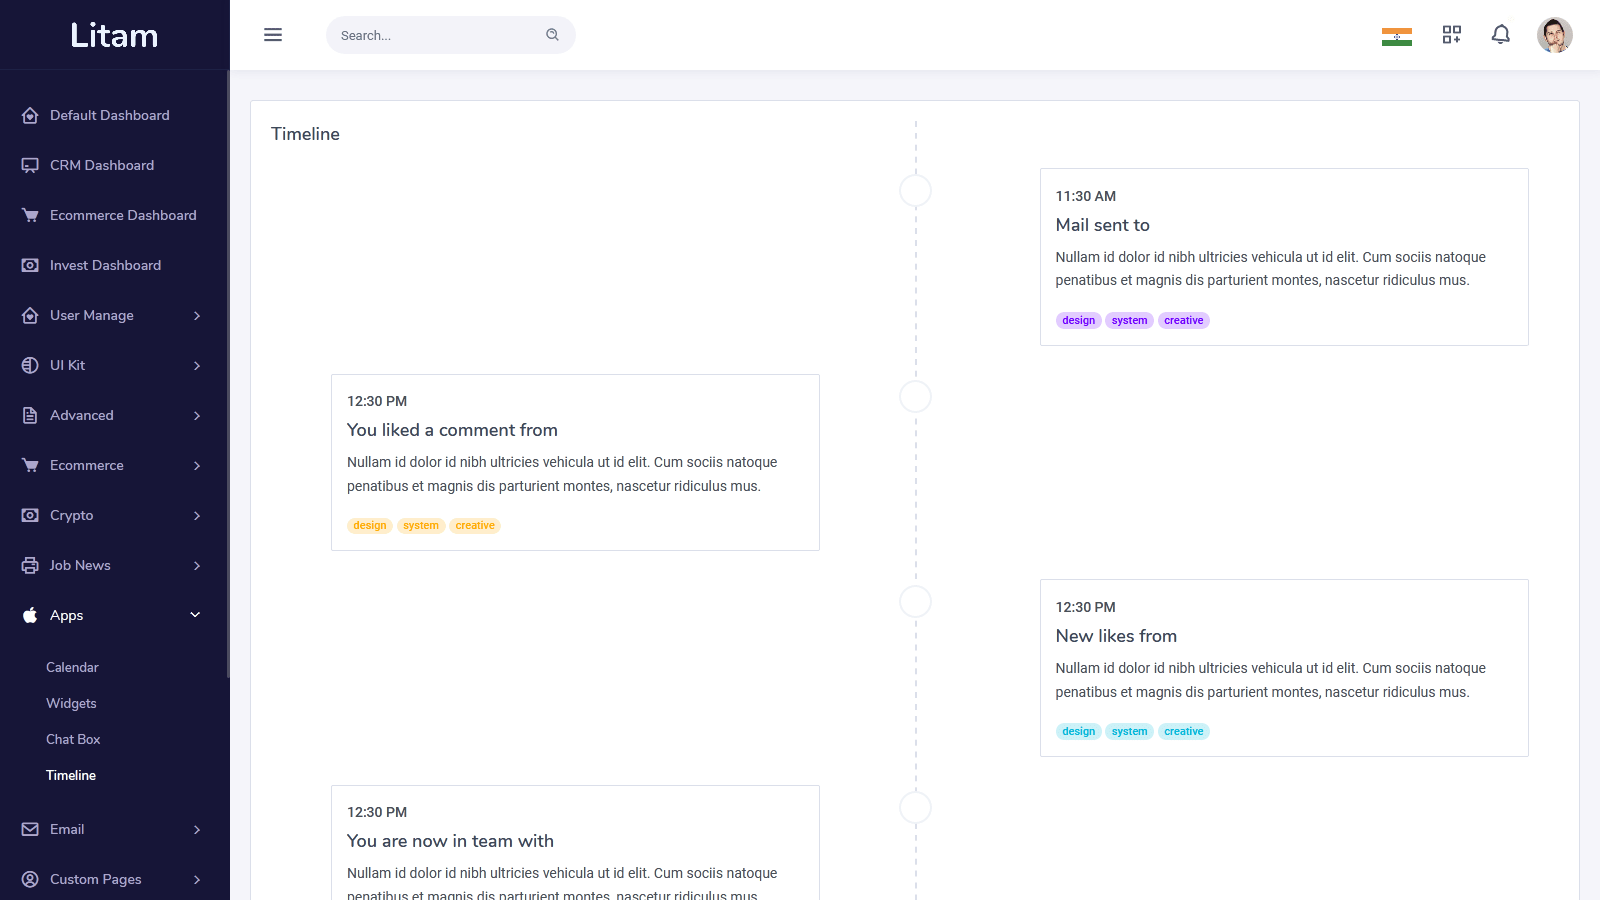 Litam
Search...
Default Dashboard
CRM Dashboard
Ecommerce Dashboard
Invest Dashboard
User Manage
UI Kit
Advanced
Ecommerce
Crypto
Job News
Apps
Calendar
Widgets
Chat Box
Timeline
Email
Custom Pages
Timeline
11:30 AM
Mail sent to
Nullam id dolor id nibh ultricies vehicula ut id elit. Cum sociis natoque
penatibus et magnis dis parturient montes, nascetur ridiculus mus.
design system creative
12:30 PM
You liked a comment from
Nullam id dolor id nibh ultricies vehicula ut id elit. Cum sociis natoque
penatibus et magnis dis parturient montes, nascetur ridiculus mus.
design system creative
12:30 PM
New likes from
Nullam id dolor id nibh ultricies vehicula ut id elit. Cum sociis natoque
penatibus et magnis dis parturient montes, nascetur ridiculus mus.
design system creative
12:30 PM
You are now in team with
Nullam id dolor id nibh ultricies vehicula ut id elit. Cum sociis natoque
penatibus et magnis dis parturient montes, nascetur ridiculus mus.